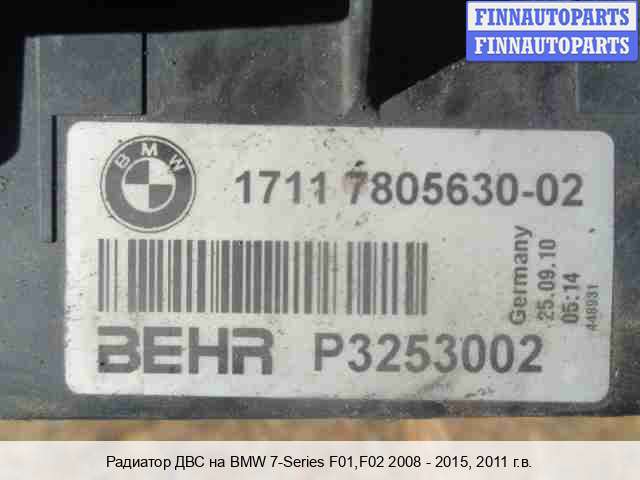 FINNAUTOPARTS
FINNAUTOPARTS
BMW
1711 7805630-02
Germany
25.09.10
05:14
448931
BEHR P3253002
Радиатор ДВС на BMW 7-Series F01,F02 2008 - 2015, 2011 г.в.